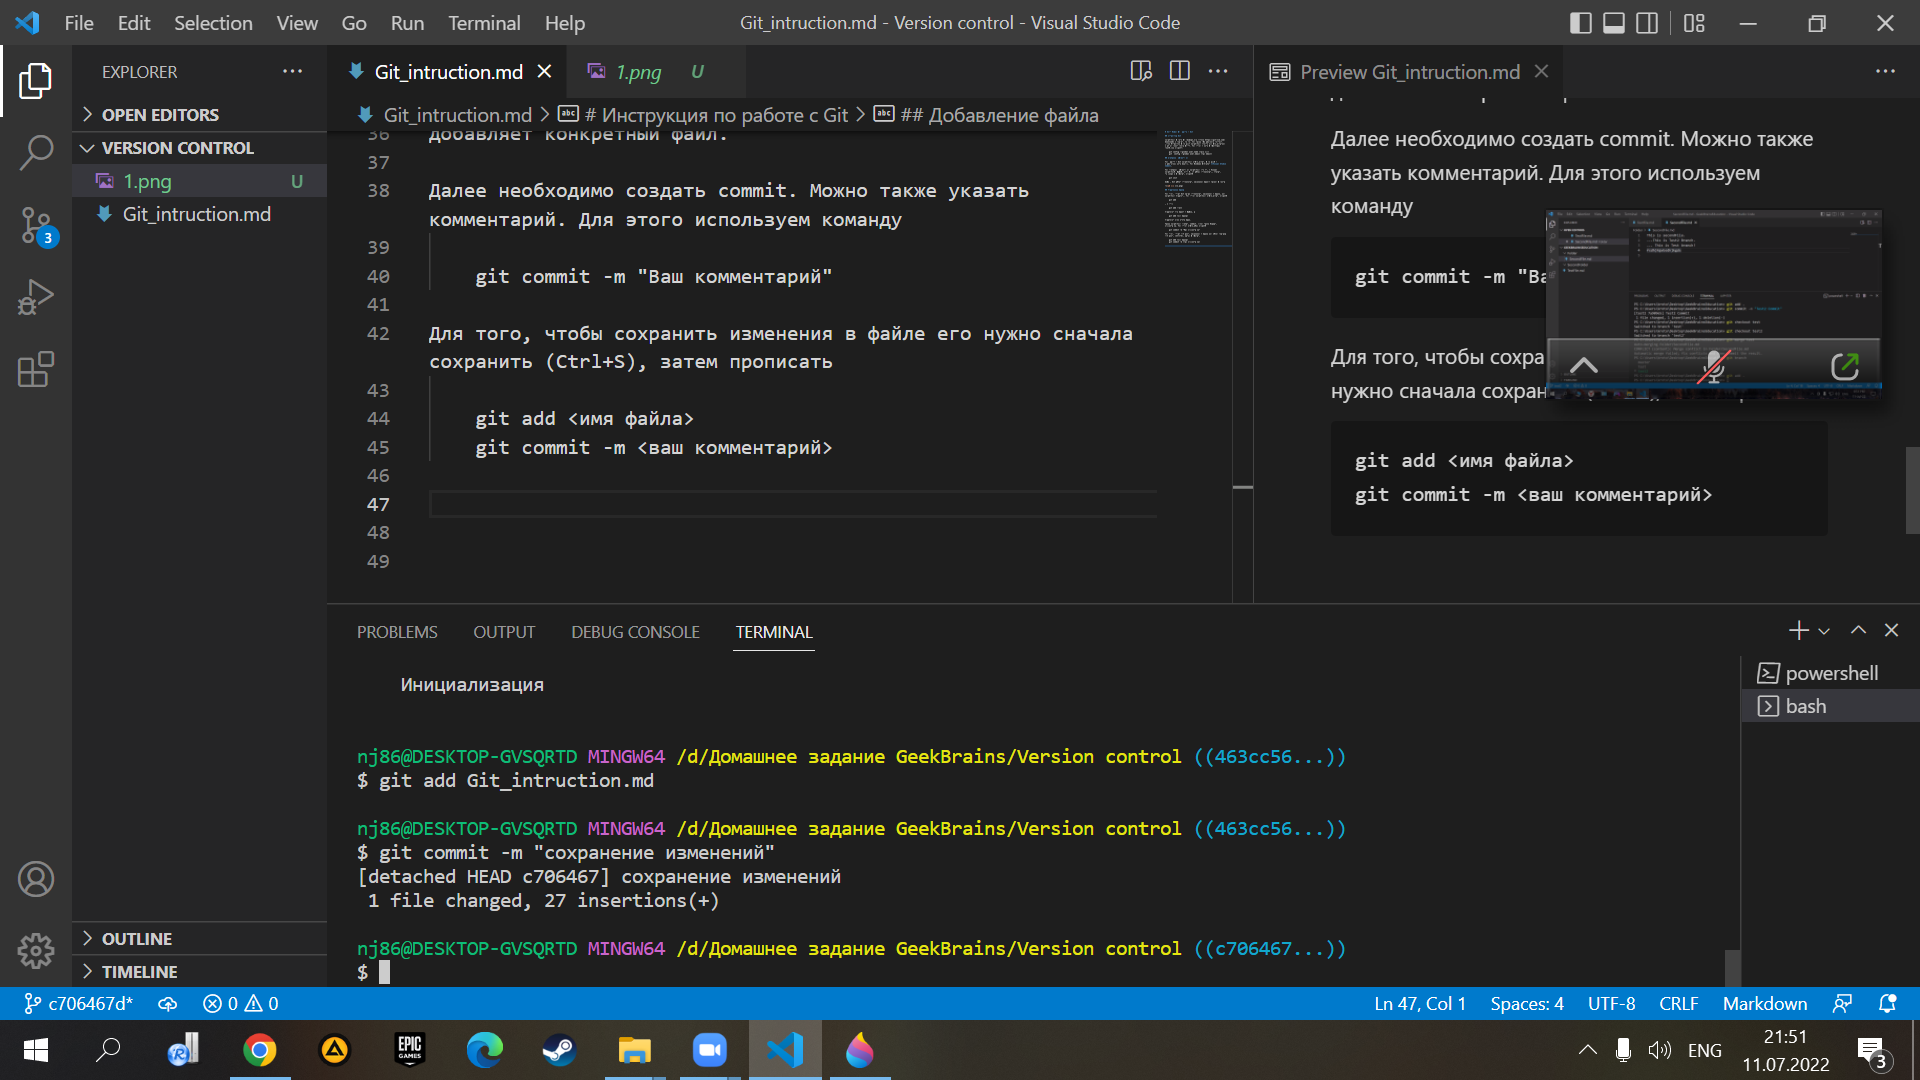 File Edit Selection View Go Run Terminal Help
Git_intruction.md - Version control - Visual Studio Code
EXPLORER
OPEN EDITORS
VERSION CONTROL
1.png U
Git_intruction.md
3
OUTLINE
TIMELINE
Git_intruction.md
1.png U
Git_intruction.md > # Инструкция по работе с Git > ## Добавление файла
36 добавляет конкретный файл.
37
38 Далее необходимо создать commit. Можно также указать
комментарий. Для этого используем команду
39
40 git commit -m "Ваш комментарий"
41
42 Для того, чтобы сохранить изменения в файле его нужно сначала
сохранить (Ctrl+S), затем прописать
43
44 git add <имя файла>
45 git commit -m <ваш комментарий>
46
47
48
49
Preview Git_intruction.md
Далее необходимо создать commit. Можно также
указать комментарий. Для этого используем
команду
git commit -m "Ва
Для того, чтобы сохра
нужно сначала сохран
git add <имя файла>
git commit -m <ваш комментарий>
PROBLEMS OUTPUT DEBUG CONSOLE TERMINAL
Инициализация
nj86@DESKTOP-GVSQRTD MINGW64 /d/Домашнее задание GeekBrains/Version control ((463cc56...))
$ git add Git_intruction.md
nj86@DESKTOP-GVSQRTD MINGW64 /d/Домашнее задание GeekBrains/Version control ((463cc56...))
$ git commit -m "сохранение изменений"
[detached HEAD c706467] сохранение изменений
1 file changed, 27 insertions(+)
nj86@DESKTOP-GVSQRTD MINGW64 /d/Домашнее задание GeekBrains/Version control ((c706467...))
$
powershell
bash
c706467d* 0 0
Ln 47, Col 1 Spaces: 4 UTF-8 CRLF Markdown
EPIC
GAMES
ENG
21:51
11.07.2022
3